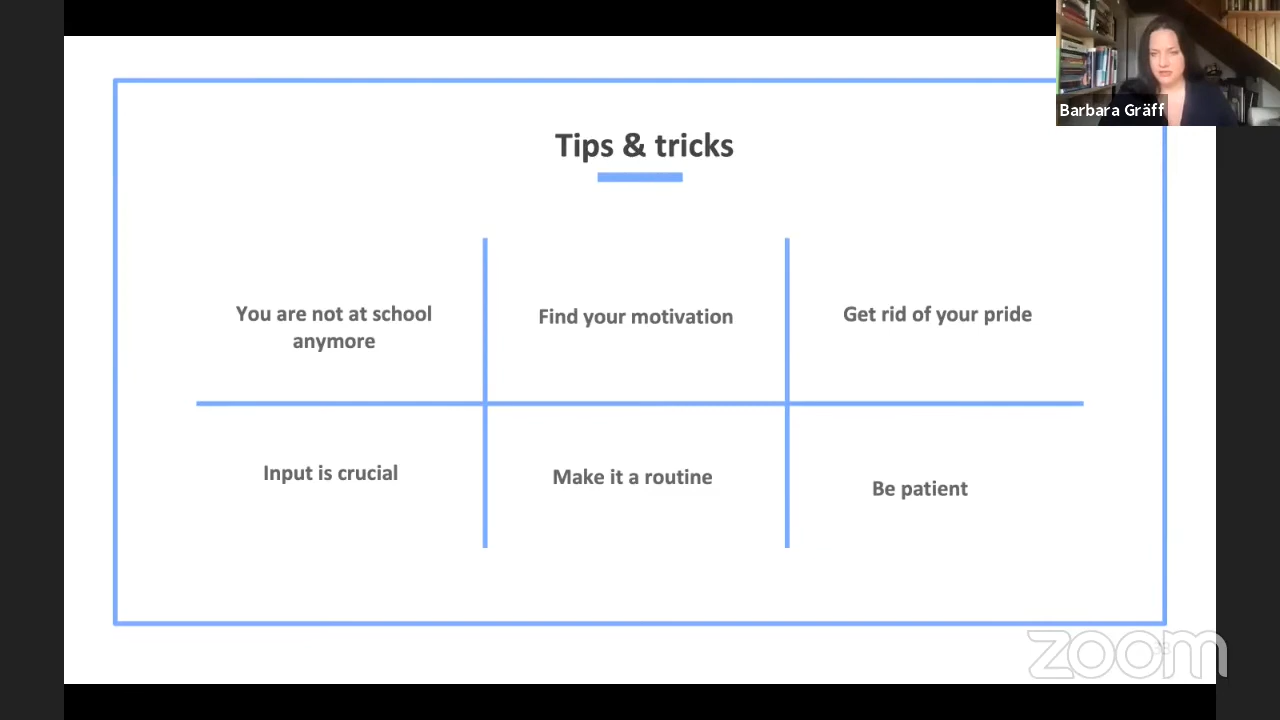 Barbara Gräff
Tips & tricks
You are not at school
anymore
Find your motivation
Get rid of your pride
Input is crucial
Make it a routine
Be patient
zoom